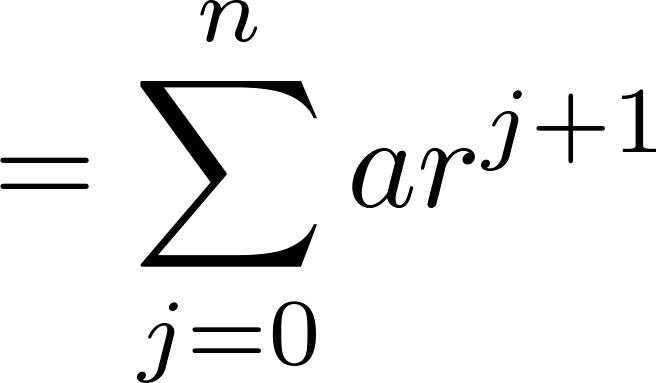 = \sum_{j=0}^{n} ar^{j+1}